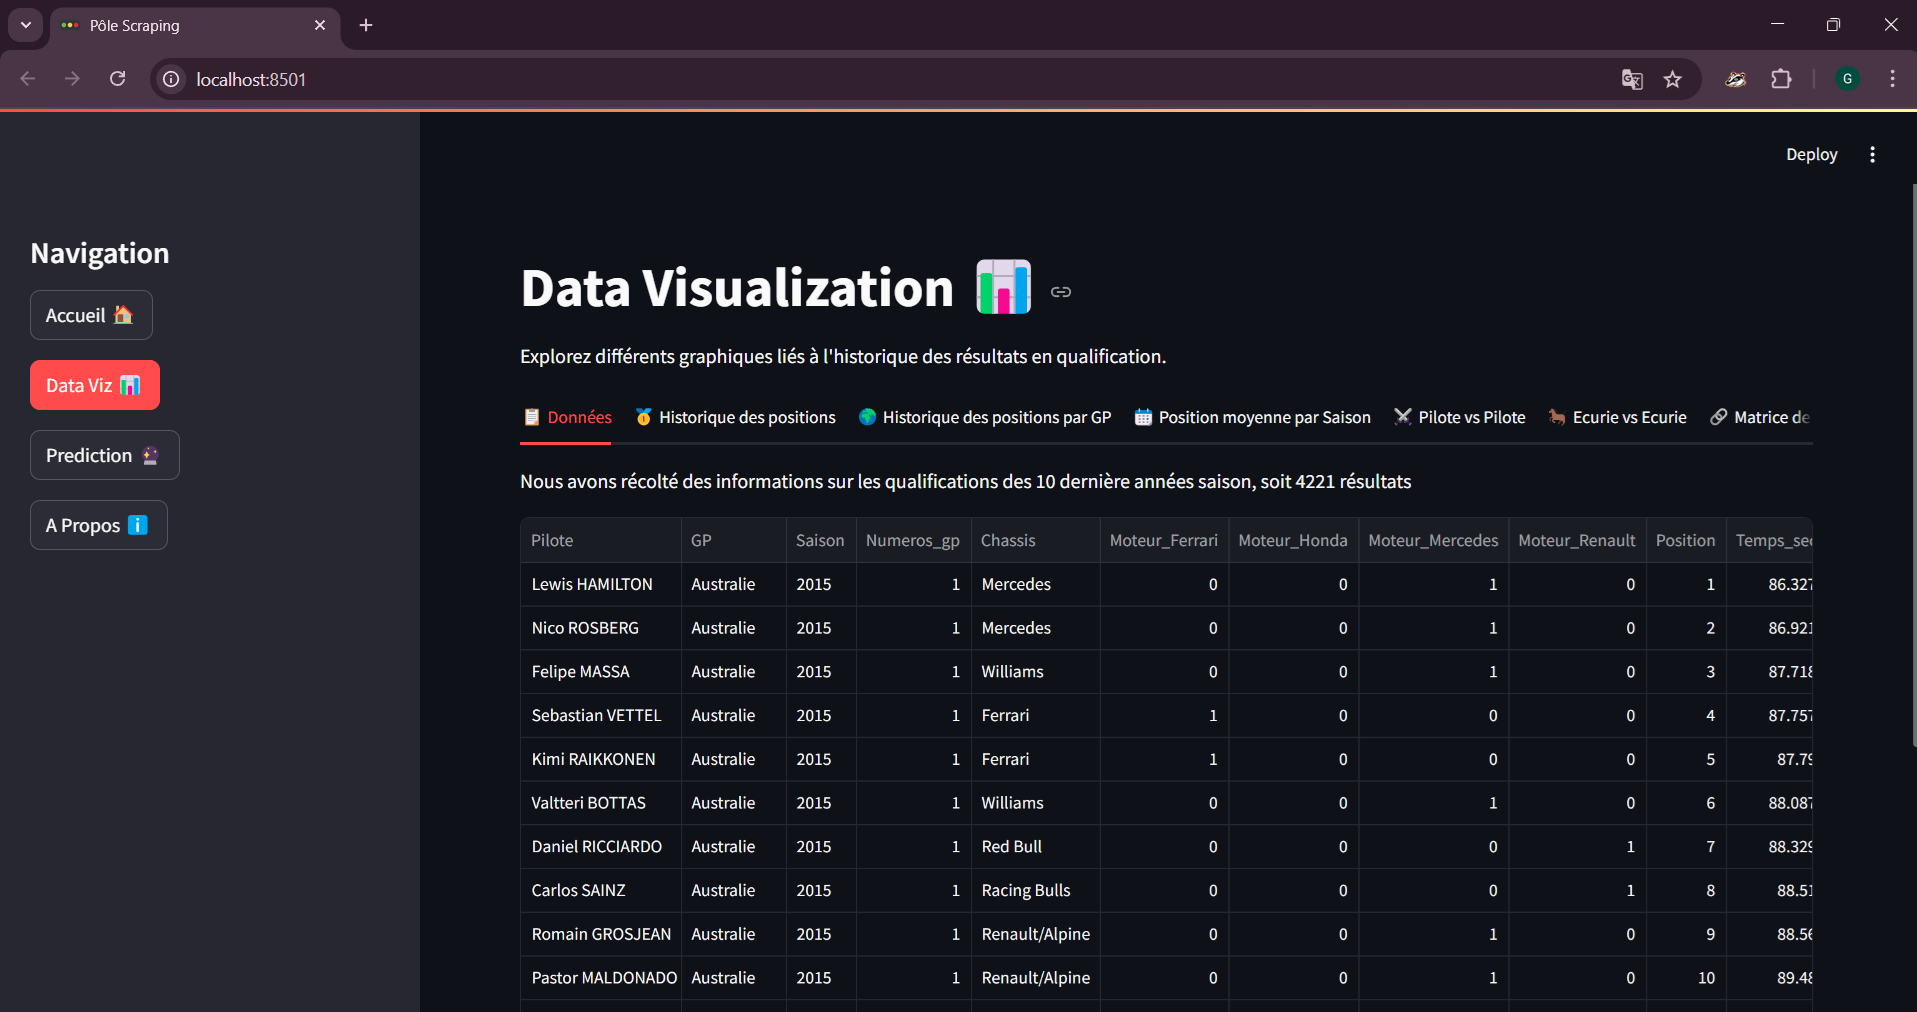 Pôle Scraping
localhost:8501
G
Deploy
Navigation
Accueil
Data Viz
Prediction
A Propos
Data Visualization
Explorez différents graphiques liés à l'historique des résultats en qualification.
Données Historique des positions Historique des positions par GP Position moyenne par Saison Pilote vs Pilote Ecurie vs Ecurie Matrice de
Nous avons récolté des informations sur les qualifications des 10 dernière années saison, soit 4221 résultats
Pilote GP Saison Numeros_gp Chassis Moteur_Ferrari Moteur_Honda Moteur_Mercedes Moteur_Renault Position Temps_sec
Lewis HAMILTON Australie 2015 1 Mercedes 0 0 1 0 1 86.327
Nico ROSBERG Australie 2015 1 Mercedes 0 0 1 0 2 86.921
Felipe MASSA Australie 2015 1 Williams 0 0 1 0 3 87.718
Sebastian VETTEL Australie 2015 1 Ferrari 1 0 0 0 4 87.757
Kimi RAIKKONEN Australie 2015 1 Ferrari 1 0 0 0 5 87.79
Valtteri BOTTAS Australie 2015 1 Williams 0 0 1 0 6 88.087
Daniel RICCIARDO Australie 2015 1 Red Bull 0 0 0 1 7 88.329
Carlos SAINZ Australie 2015 1 Racing Bulls 0 0 0 1 8 88.51
Romain GROSJEAN Australie 2015 1 Renault/Alpine 0 0 1 0 9 88.56
Pastor MALDONADO Australie 2015 1 Renault/Alpine 0 0 1 0 10 89.48